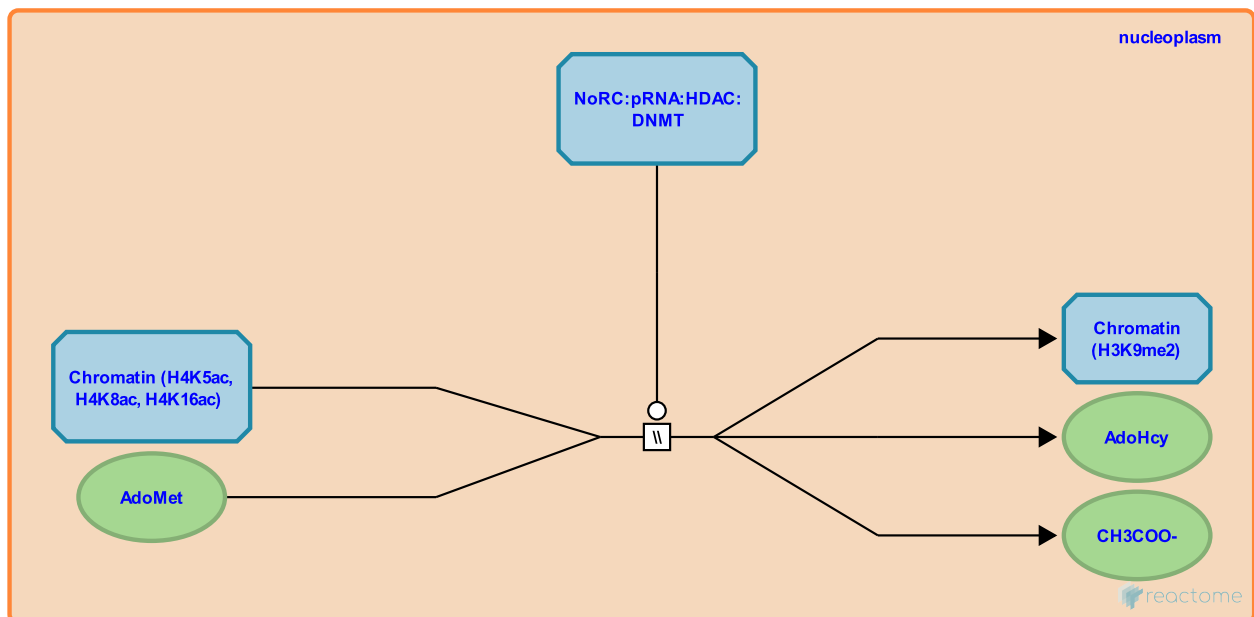 nucleoplasm
NoRC:pRNA:HDAC:
DNMT
Chromatin (H4K5ac,
H4K8ac, H4K16ac)
AdoMet
\\
Chromatin
(H3K9me2)
AdoHcy
CH3COO-
reactome